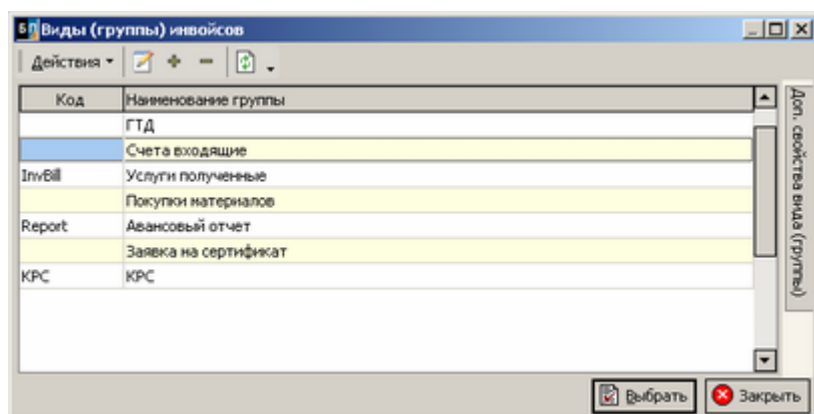 БП Виды (группы) инвойсов
Действия
Код Наименование группы
ГТД
Счета входящие
InvBill Услуги полученные
Покупки материалов
Report Авансовый отчет
Заявка на сертификат
КРС КРС
Доп. свойства вида (группы)
Выбрать Закрыть